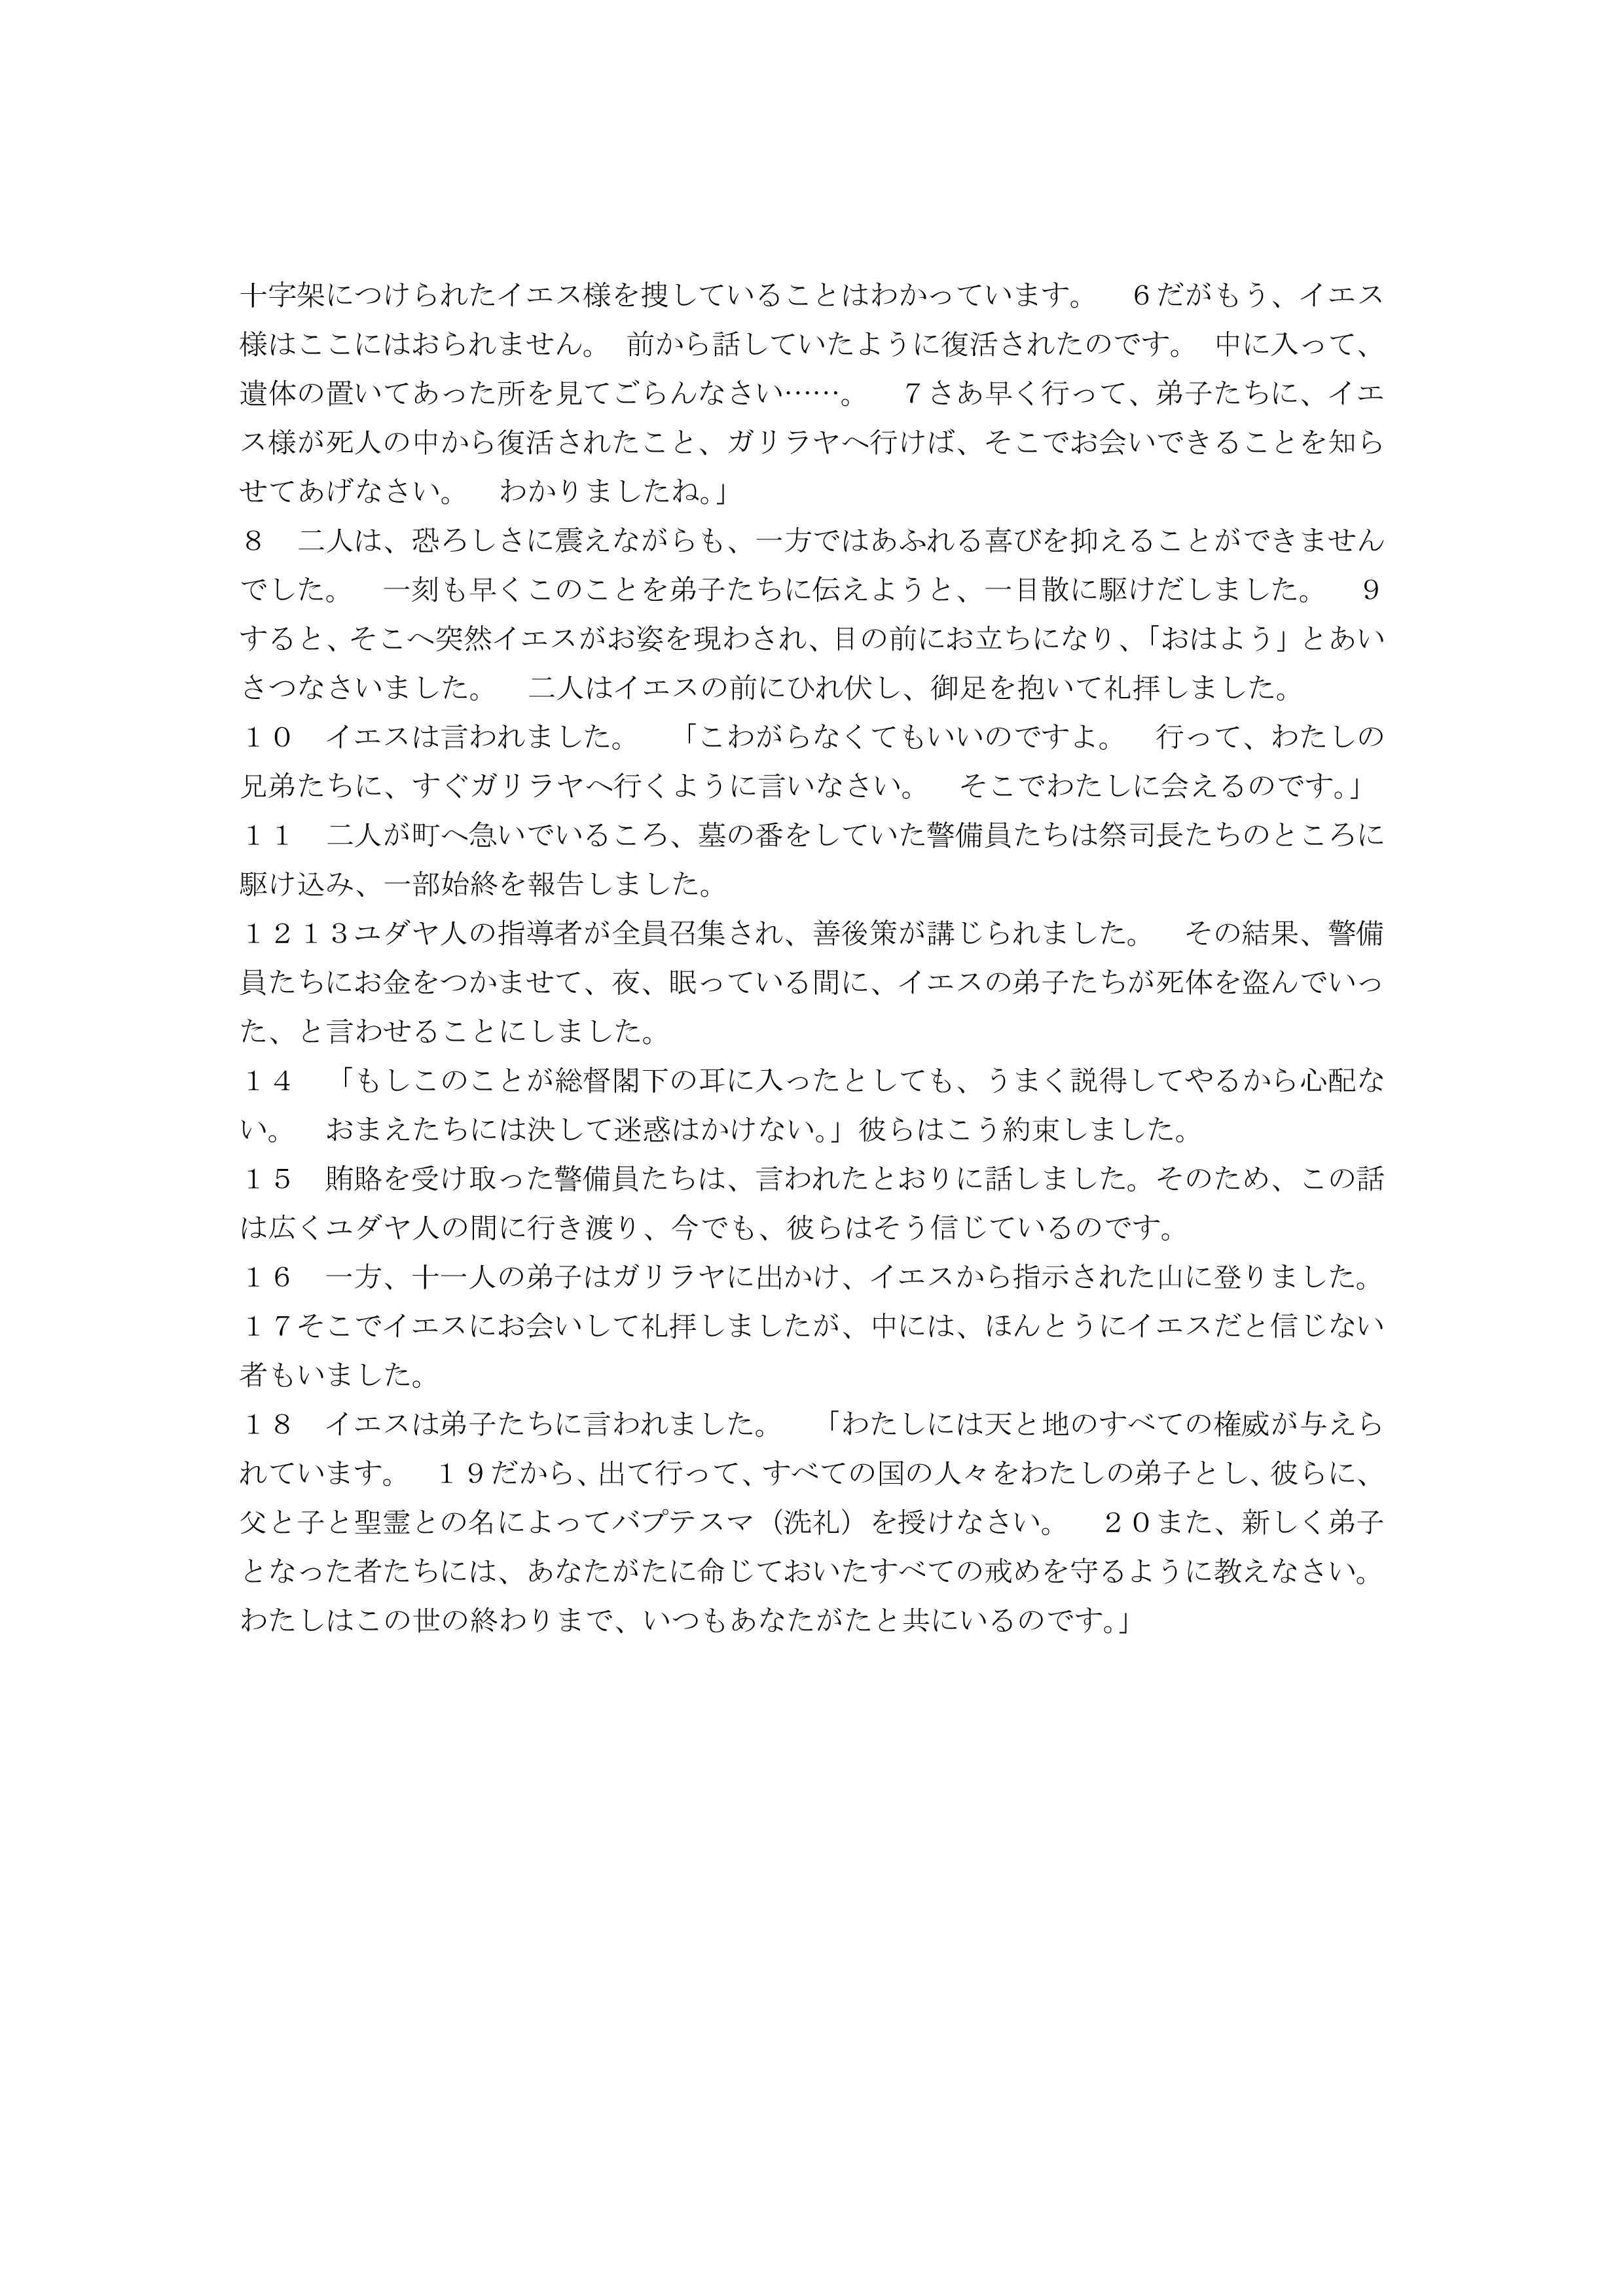 十字架につけられたイエス様を捜していることはわかっています。　６だがもう、イエス
様はここにはおられません。　前から話していたように復活されたのです。　中に入って、
遺体の置いてあった所を見てごらんなさい……。　７さあ早く行って、弟子たちに、イエ
ス様が死人の中から復活されたこと、ガリラヤへ行けば、そこでお会いできることを知ら
せてあげなさい。　わかりましたね。」
８　二人は、恐ろしさに震えながらも、一方ではあふれる喜びを抑えることができません
でした。　一刻も早くこのことを弟子たちに伝えようと、一目散に駆けだしました。　９
すると、そこへ突然イエスがお姿を現わされ、目の前にお立ちになり、「おはよう」とあい
さつなさいました。　二人はイエスの前にひれ伏し、御足を抱いて礼拝しました。
１０　イエスは言われました。　「こわがらなくてもいいのですよ。　行って、わたしの
兄弟たちに、すぐガリラヤへ行くように言いなさい。　そこでわたしに会えるのです。」
１１　二人が町へ急いでいるころ、墓の番をしていた警備員たちは祭司長たちのところに
駆け込み、一部始終を報告しました。
１２１３ユダヤ人の指導者が全員召集され、善後策が講じられました。　その結果、警備
員たちにお金をつかませて、夜、眠っている間に、イエスの弟子たちが死体を盗んでいっ
た、と言わせることにしました。
１４　「もしこのことが総督閣下の耳に入ったとしても、うまく説得してやるから心配な
い。　おまえたちには決して迷惑はかけない。」彼らはこう約束しました。
１５　賄賂を受け取った警備員たちは、言われたとおりに話しました。そのため、この話
は広くユダヤ人の間に行き渡り、今でも、彼らはそう信じているのです。
１６　一方、十一人の弟子はガリラヤに出かけ、イエスから指示された山に登りました。
１７そこでイエスにお会いして礼拝しましたが、中には、ほんとうにイエスだと信じない
者もいました。
１８　イエスは弟子たちに言われました。　「わたしには天と地のすべての権威が与えら
れています。　１９だから、出て行って、すべての国の人々をわたしの弟子とし、彼らに、
父と子と聖霊との名によってバプテスマ（洗礼）を授けなさい。　２０また、新しく弟子
となった者たちには、あなたがたに命じておいたすべての戒めを守るように教えなさい。
わたしはこの世の終わりまで、いつもあなたがたと共にいるのです。」